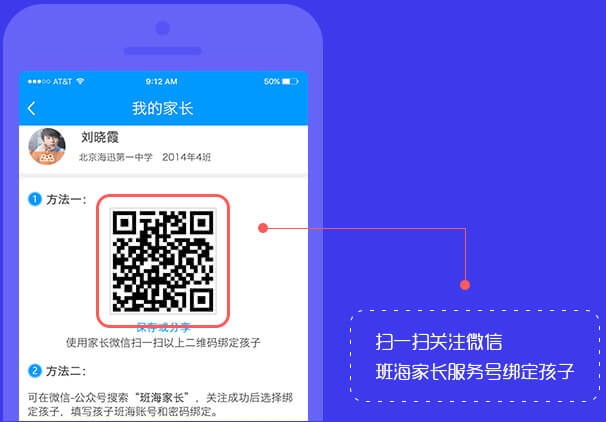 AT&T
9:12 AM
50%
我的家长
刘晓霞
北京海迅第一中学 2014年4班
1 方法一：
保存或分享
使用家长微信扫一扫以上二维码绑定孩子
2 方法二：
可在微信-公众号搜索“班海家长”，关注成功后选择绑
定孩子，填写孩子班海账号和密码绑定。
扫一扫关注微信
班海家长服务号绑定孩子